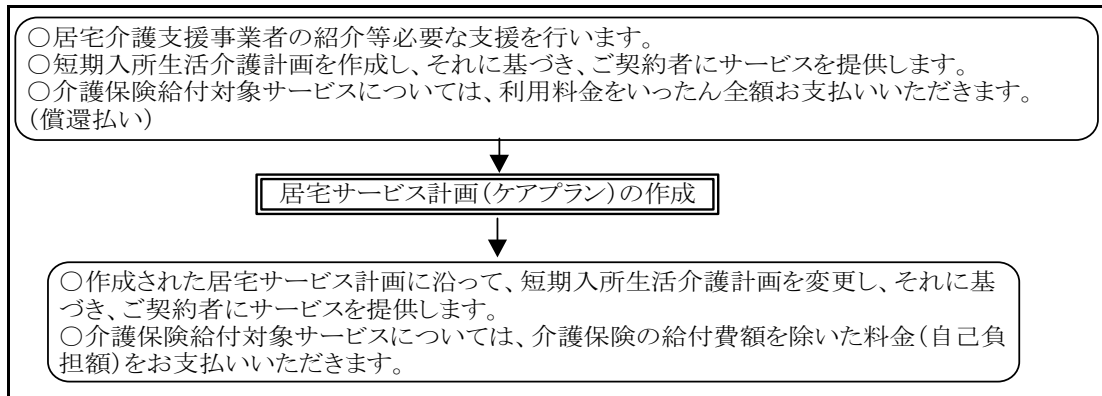 ○居宅介護支援事業者の紹介等必要な支援を行います。
○短期入所生活介護計画を作成し、それに基づき、ご契約者にサービスを提供します。
○介護保険給付対象サービスについては、利用料金をいったん全額お支払いいただきます。
(償還払い)
居宅サービス計画(ケアプラン)の作成
○作成された居宅サービス計画に沿って、短期入所生活介護計画を変更し、それに基
づき、ご契約者にサービスを提供します。
○介護保険給付対象サービスについては、介護保険の給付費額を除いた料金(自己負
担額)をお支払いいただきます。